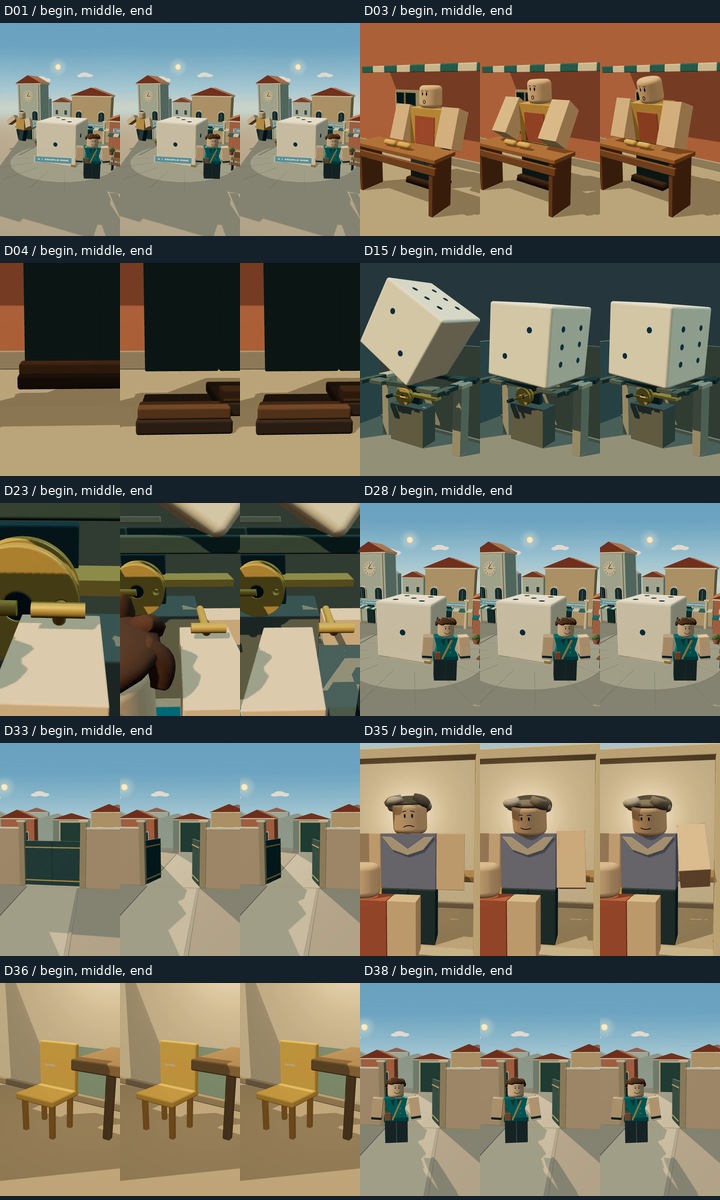 D01 / begin, middle, end
D03 / begin, middle, end
D04 / begin, middle, end
D15 / begin, middle, end
D23 / begin, middle, end
D28 / begin, middle, end
D33 / begin, middle, end
D35 / begin, middle, end
D36 / begin, middle, end
D38 / begin, middle, end